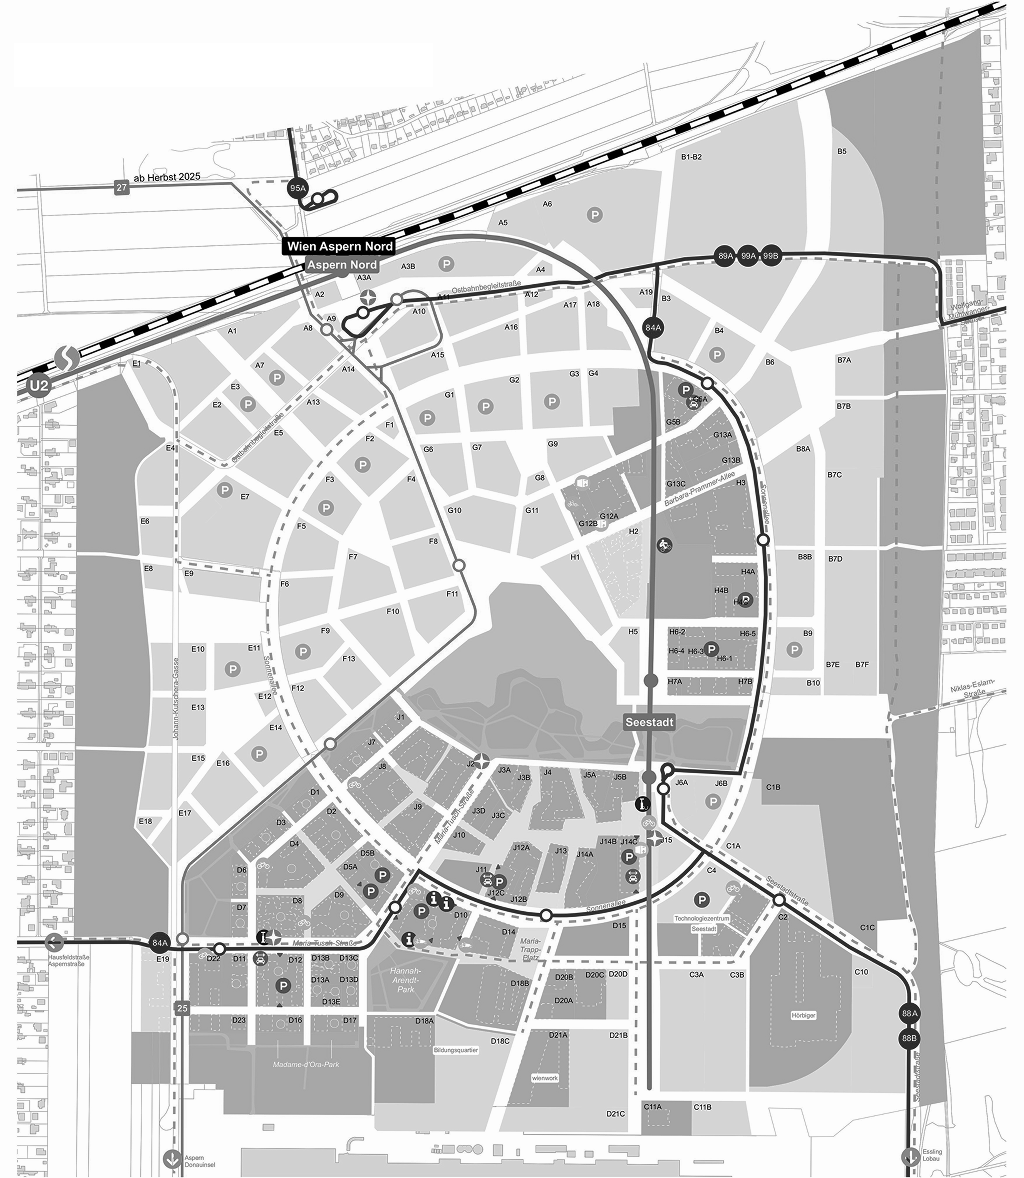 B5
B1-B2
ab Herbst 2025
27
95A
A6
P
A5
Wien Aspern Nord
Aspern Nord
89A
99A
99B
A3B
P
A4
A3A
Ostbahnbegleitstraße
A2
A11
A12
A19
B3
A17
A18
A10
A9
A8
A1
A16
84A
B4
P
A15
B6
B7A
U2
E1
A7
P
A14
E3
G2
G3
G4
E2
P
A13
G1
P
P
P
P
G6A
B7B
G5B
F1
E5
F2
G13A
E4
Ostbahnbegleitstraße
G6
G7
G9
B8A
P
G13B
F3
F4
G8
G13C
H3
B7C
P
E7
Barbara-Prammer-Allee
Sonnenallee
P
G10
G11
G12A
G12B
E6
F5
H2
F8
F7
H1
B8B
B7D
E8
E9
H4A
F6
H4B
F11
P
F10
F9
H5
H6-2
H6-5
B9
E10
E11
P
H6-4
H6-3
P
P
H6-1
F13
B7E
B7F
P
Johann-Kutschera-Gasse
Sonnenallee
H7A
H7B
B10
F12
E12
Niklas-Eslarn-
Straße
E13
J1
Seestadt
E14
J7
P
E15
E16
J8
J2
J3A
J3B
J4
J5A
J5B
J6A
J6B
C1B
D1
P
D2
J9
Maria-Tusch-Straße
J3D
J3C
E17
E18
D3
J10
D4
J12A
J13
J14A
J14B
J14C
J15
C1A
D5B
P
D6
D5A
P
J11
P
J12C
J12B
C4
Seestadtstraße
D7
D8
D9
P
D10
Sonnenallee
P
Technologiezentrum
Seestadt
C2
C1C
D15
D14
84A
Maria-Tusch-Straße
Maria-
Trapp-
Platz
Hausfeldstraße
Aspernstraße
E19
D22
D11
D12
D13B
D13C
Hannah-
Arendt-
Park
D13A
D13D
P
D13E
D18B
D20B
D20C
D20D
C3A
C3B
C10
D20A
25
88A
Hörbiger
D23
D16
D17
D18A
D18C
D21A
D21B
88B
Bildungsquartier
Madame-d'Ora-Park
wienwork
Seestadtstraße
D21C
C11A
C11B
Aspern
Donauinsel
Essling
Lobau